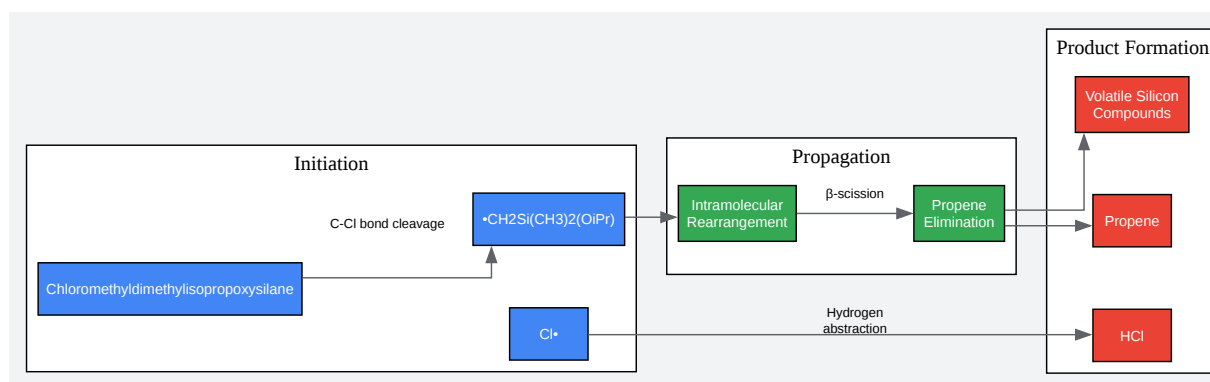 Initiation
C-Cl bond cleavage
•CH2Si(CH3)2(OiPr)
Chloromethyldimethylisopropoxysilane
Cl•
Propagation
β-scission
Intramolecular
Rearrangement
Propene
Elimination
Hydrogen
abstraction
Product Formation
Volatile Silicon
Compounds
Propene
HCl